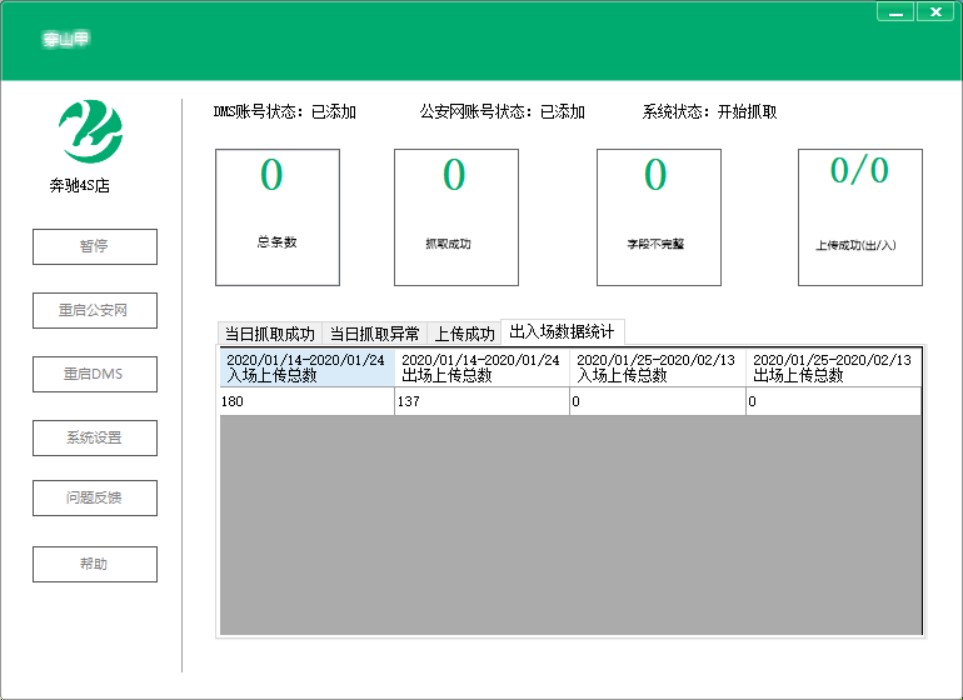 穿山甲
DMS账号状态：已添加 公安网账号状态：已添加 系统状态：开始抓取
奔驰4S店
0 0 0 0/0
总条数 抓取成功 字段不完整 上传成功(出/入)
暂停
重启公安网
重启DMS
系统设置
问题反馈
帮助
当日抓取成功 当日抓取异常 上传成功 出入场数据统计
2020/01/14-2020/01/24 2020/01/14-2020/01/24 2020/01/25-2020/02/13 2020/01/25-2020/02/13
入场上传总数 出场上传总数 入场上传总数 出场上传总数
180 137 0 0